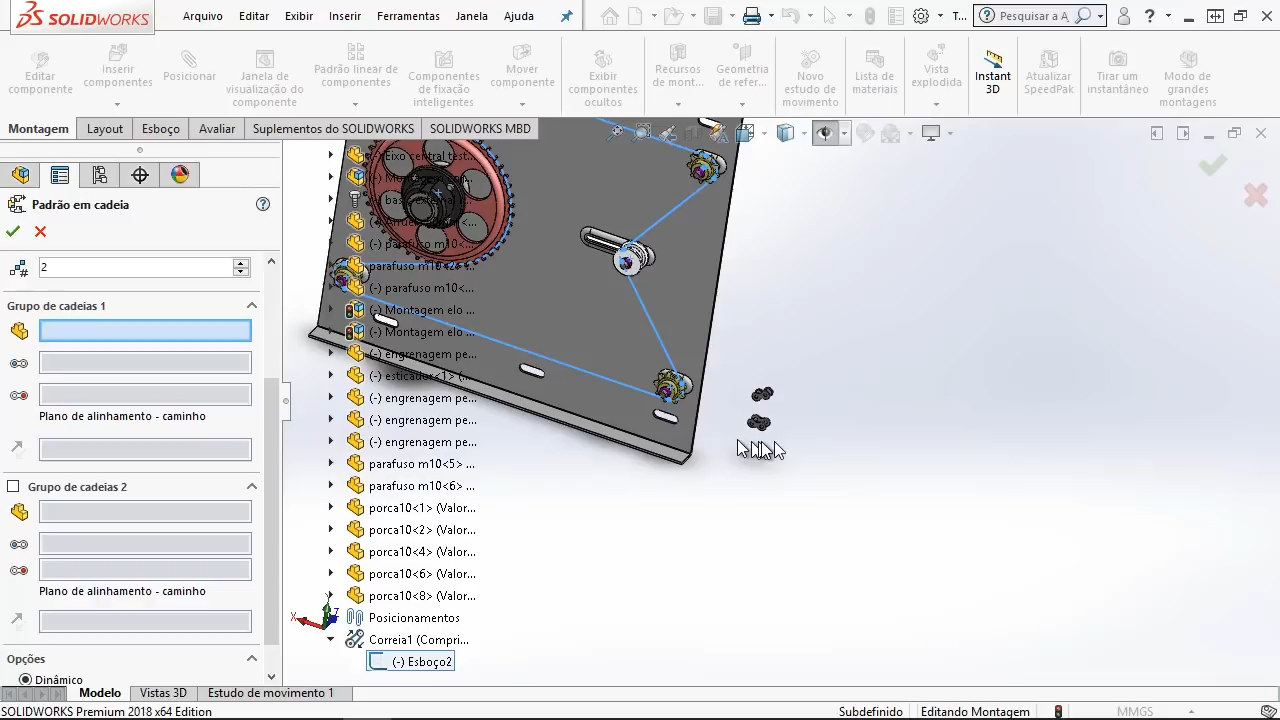 SOLIDWORKS
Arquivo Editar Exibir Inserir Ferramentas Janela Ajuda
T...
Pesquisar a A
Editar componente
Inserir componentes
Posicionar
Janela de visualização do componente
Padrão linear de componentes
Componentes de fixação inteligentes
Mover componente
Exibir componentes ocultos
Recursos de mont...
Geometria de refer...
Novo estudo de movimento
Lista de materiais
Vista explodida
Instant 3D
Atualizar SpeedPak
Tirar um instantâneo
Modo de grandes montagens
Montagem Layout Esboço Avaliar Suplementos do SOLIDWORKS SOLIDWORKS MBD
Padrão em cadeia
2
Grupo de cadeias 1
Plano de alinhamento - caminho
Grupo de cadeias 2
Plano de alinhamento - caminho
Opções
Dinâmico
(-) Eixo central test...
(-) parafuso m10<...
(-) parafuso m10<...
(-) Montagem elo ...
(-) Montagem elo ...
(-) engrenagem pe...
(-) esticador<1> (...
(-) engrenagem pe...
(-) engrenagem pe...
(-) engrenagem pe...
parafuso m10<5> ...
parafuso m10<6> ...
porca10<1> (Valor...
porca10<2> (Valor...
porca10<4> (Valor...
porca10<6> (Valor...
porca10<8> (Valor...
Posicionamentos
Correia1 (Compri...
(-) Esboço2
X
Y
Z
Modelo Vistas 3D Estudo de movimento 1
SOLIDWORKS Premium 2018 x64 Edition
Subdefinido
Editando Montagem
MMGS